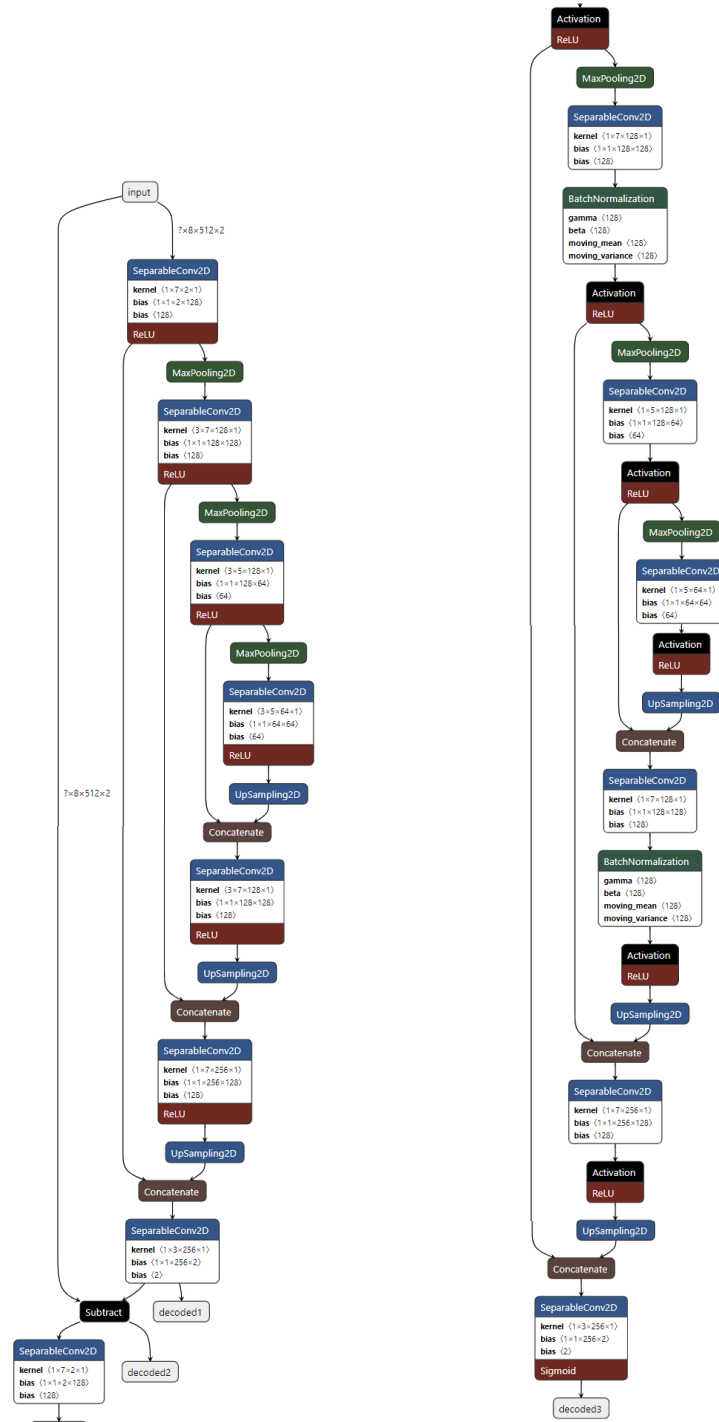 input
?×8×512×2
SeparableConv2D
kernel ⟨1×7×2×1⟩
bias ⟨1×1×2×128⟩
bias ⟨128⟩
ReLU
MaxPooling2D
SeparableConv2D
kernel ⟨3×7×128×1⟩
bias ⟨1×1×128×128⟩
bias ⟨128⟩
ReLU
MaxPooling2D
SeparableConv2D
kernel ⟨3×5×128×1⟩
bias ⟨1×1×128×64⟩
bias ⟨64⟩
ReLU
MaxPooling2D
SeparableConv2D
kernel ⟨3×5×64×1⟩
bias ⟨1×1×64×64⟩
bias ⟨64⟩
ReLU
?×8×512×2
UpSampling2D
Concatenate
SeparableConv2D
kernel ⟨3×7×128×1⟩
bias ⟨1×1×128×128⟩
bias ⟨128⟩
ReLU
UpSampling2D
Concatenate
SeparableConv2D
kernel ⟨1×7×256×1⟩
bias ⟨1×1×256×128⟩
bias ⟨128⟩
ReLU
UpSampling2D
Concatenate
SeparableConv2D
kernel ⟨1×3×256×1⟩
bias ⟨1×1×256×2⟩
bias ⟨2⟩
Subtract
decoded1
SeparableConv2D
kernel ⟨1×7×2×1⟩
bias ⟨1×1×2×128⟩
bias ⟨128⟩
decoded2
Activation
ReLU
MaxPooling2D
SeparableConv2D
kernel ⟨1×7×128×1⟩
bias ⟨1×1×128×128⟩
bias ⟨128⟩
BatchNormalization
gamma ⟨128⟩
beta ⟨128⟩
moving_mean ⟨128⟩
moving_variance ⟨128⟩
Activation
ReLU
MaxPooling2D
SeparableConv2D
kernel ⟨1×5×128×1⟩
bias ⟨1×1×128×64⟩
bias ⟨64⟩
Activation
ReLU
MaxPooling2D
SeparableConv2D
kernel ⟨1×5×64×1⟩
bias ⟨1×1×64×64⟩
bias ⟨64⟩
Activation
ReLU
UpSampling2D
Concatenate
SeparableConv2D
kernel ⟨1×7×128×1⟩
bias ⟨1×1×128×128⟩
bias ⟨128⟩
BatchNormalization
gamma ⟨128⟩
beta ⟨128⟩
moving_mean ⟨128⟩
moving_variance ⟨128⟩
Activation
ReLU
UpSampling2D
Concatenate
SeparableConv2D
kernel ⟨1×7×256×1⟩
bias ⟨1×1×256×128⟩
bias ⟨128⟩
Activation
ReLU
UpSampling2D
Concatenate
SeparableConv2D
kernel ⟨1×3×256×1⟩
bias ⟨1×1×256×2⟩
bias ⟨2⟩
Sigmoid
decoded3